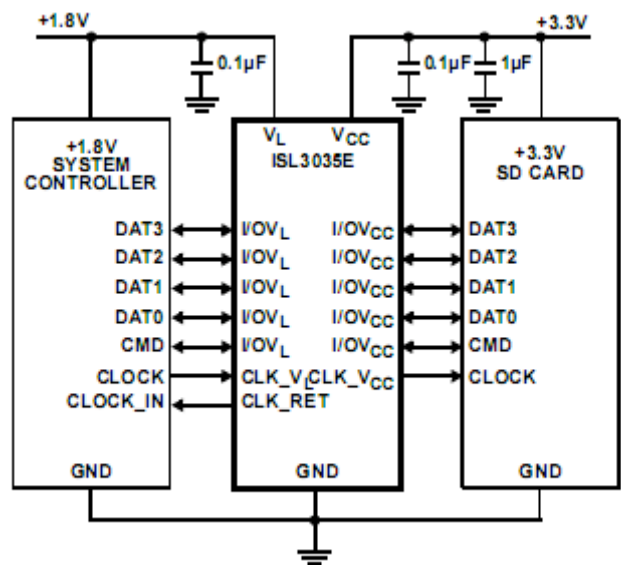 +1.8V
+3.3V
0.1µF
0.1µF
1µF
+1.8V
SYSTEM
CONTROLLER
DAT3
DAT2
DAT1
DAT0
CMD
CLOCK
CLOCK_IN
GND
VL
VCC
ISL3035E
I/OVL
I/OVCC
I/OVL
I/OVCC
I/OVL
I/OVCC
I/OVL
I/OVCC
I/OVL
I/OVCC
CLK_VL
CLK_VCC
CLK_RET
GND
+3.3V
SD CARD
DAT3
DAT2
DAT1
DAT0
CMD
CLOCK
GND